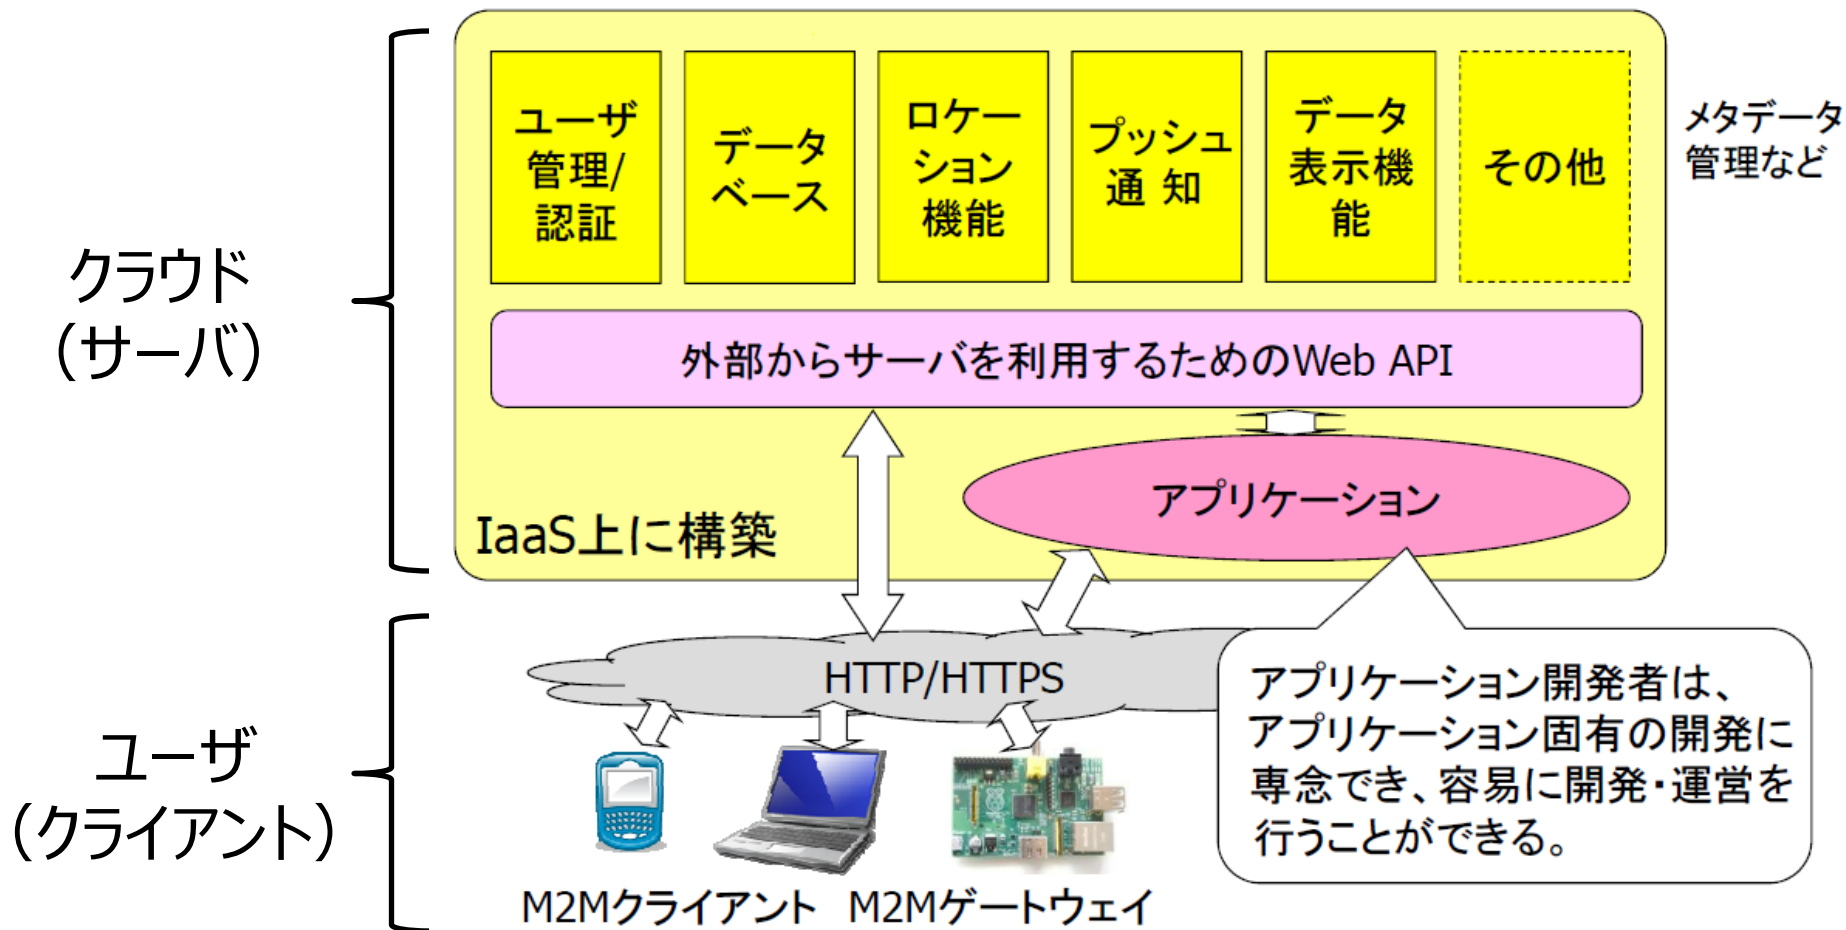 ユーザ
管理/
認証
データ
ベース
ロケー
ション
機能
プッシュ
通 知
データ
表示機
能
その他
メタデータ
管理など
クラウド
(サーバ)
外部からサーバを利用するためのWeb API
アプリケーション
IaaS上に構築
HTTP/HTTPS
アプリケーション開発者は、
アプリケーション固有の開発に
専念でき、容易に開発・運営を
行うことができる。
ユーザ
(クライアント)
M2Mクライアント
M2Mゲートウェイ